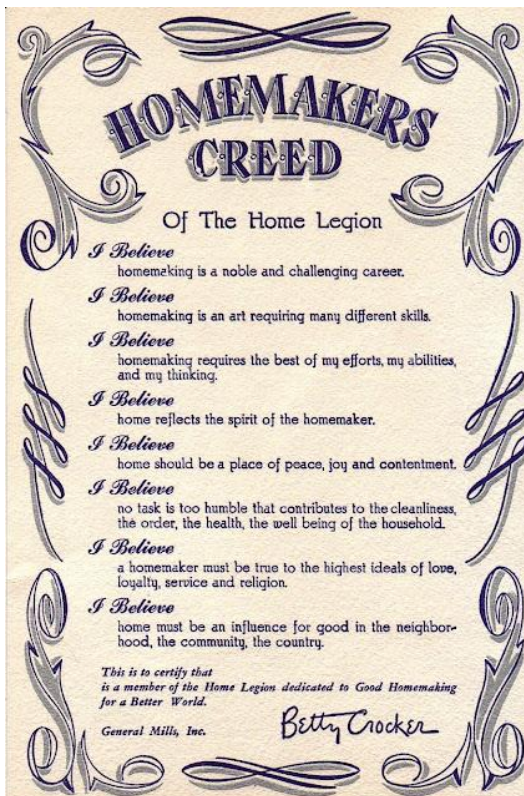 HOMEMAKERS
CREED
Of The Home Legion
I Believe
homemaking is a noble and challenging career.
I Believe
homemaking is an art requiring many different skills.
I Believe
homemaking requires the best of my efforts, my abilities,
and my thinking.
I Believe
home reflects the spirit of the homemaker.
I Believe
home should be a place of peace, joy and contentment.
I Believe
no task is too humble that contributes to the cleanliness,
the order, the health, the well being of the household.
I Believe
a homemaker must be true to the highest ideals of love,
loyalty, service and religion.
I Believe
home must be an influence for good in the neighbor-
hood, the community, the country.
This is to certify that
is a member of the Home Legion dedicated to Good Homemaking
for a Better World.
General Mills, Inc. Betty Crocker